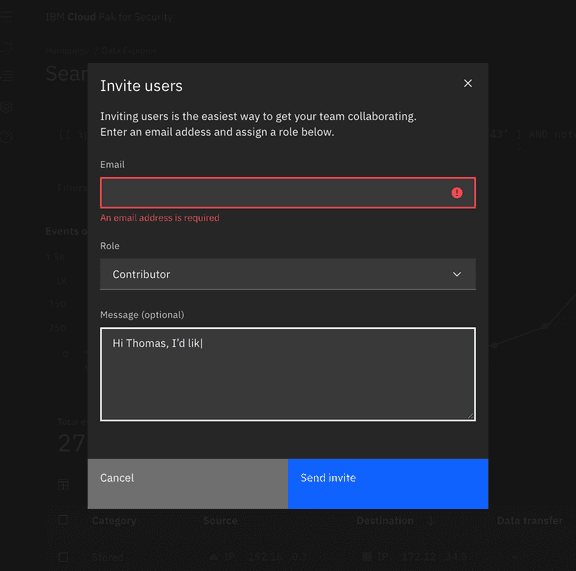 IBM Cloud Pak for Security
Sear
Invite users
Inviting users is the easiest way to get your team collaborating.
Enter an email addess and assign a role below.
Email
An email address is required
Role
Contributor
Message (optional)
Hi Thomas, I'd lik
Events
27
Cancel
Send invite
Category Source Destination Data transfer